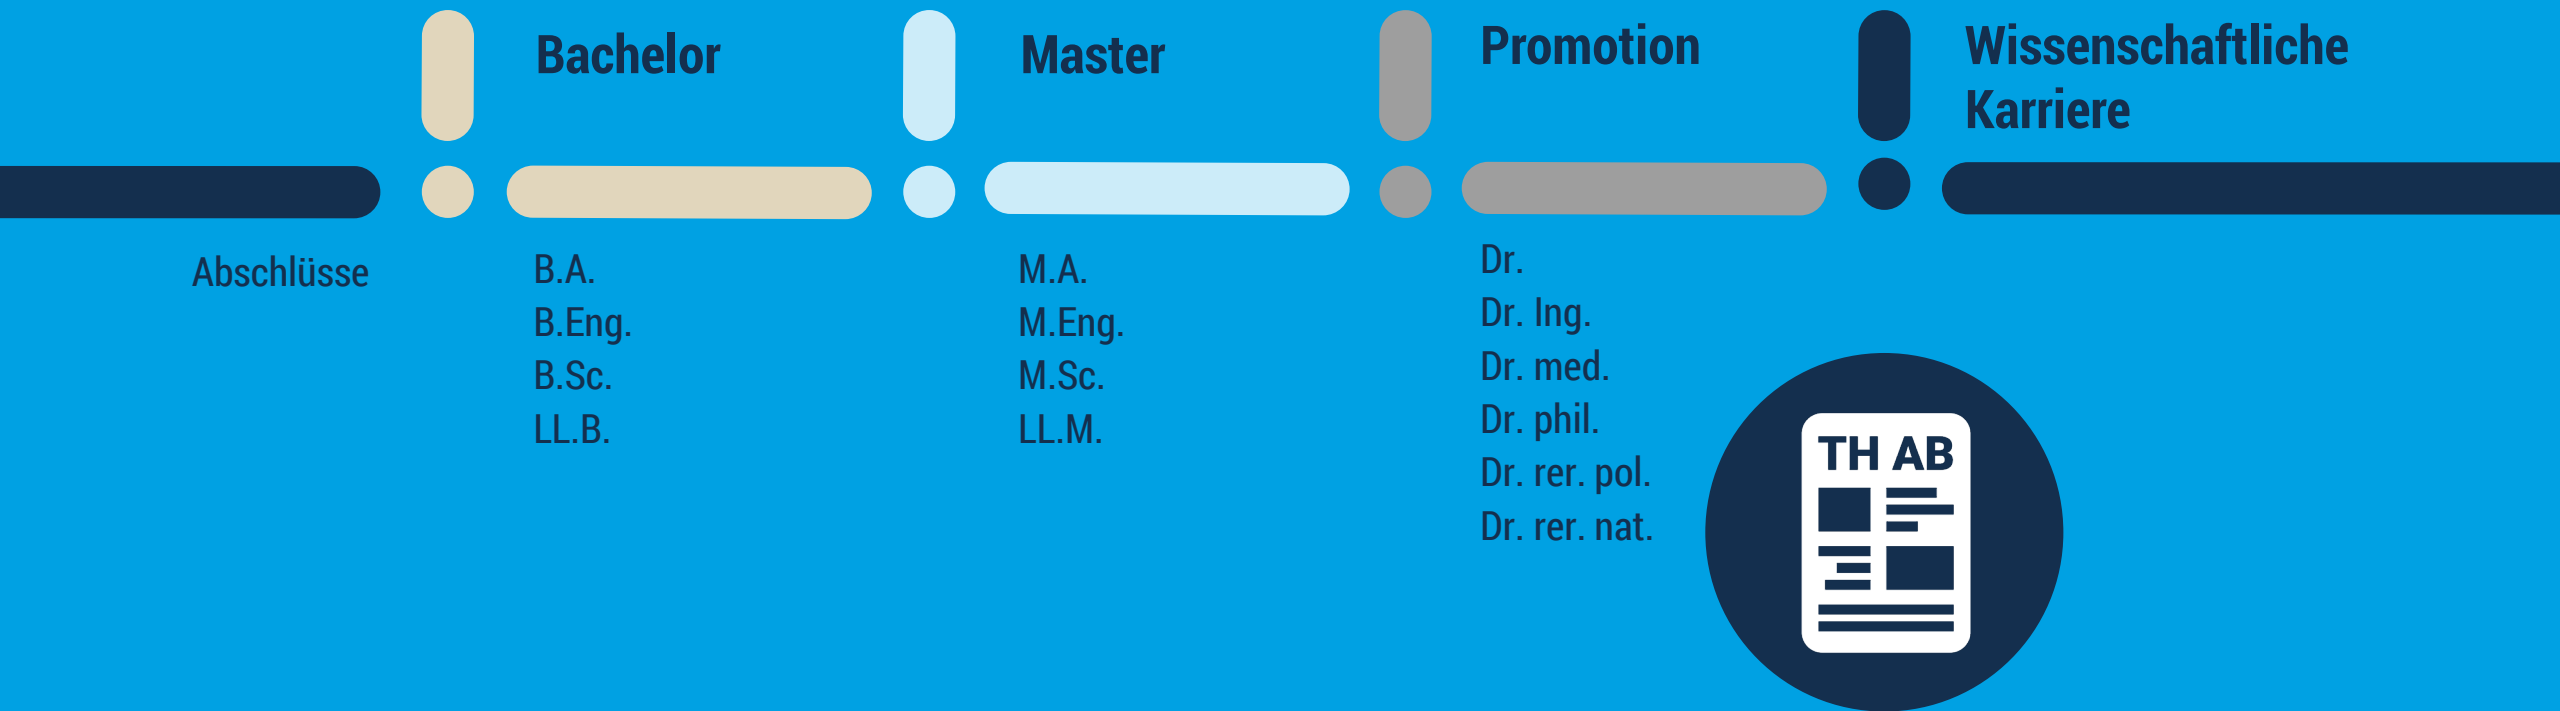 Bachelor
Master
Promotion
Wissenschaftliche
Karriere
Abschlüsse
B.A.
B.Eng.
B.Sc.
LL.B.
M.A.
M.Eng.
M.Sc.
LL.M.
Dr.
Dr. Ing.
Dr. med.
Dr. phil.
Dr. rer. pol.
Dr. rer. nat.
TH AB